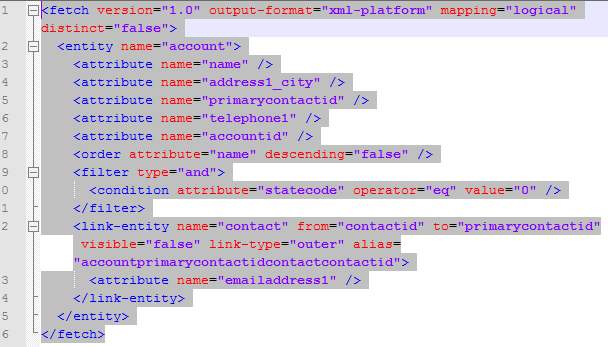 1 <fetch version="1.0" output-format="xml-platform" mapping="logical"
distinct="false">
2 <entity name="account">
3 <attribute name="name" />
4 <attribute name="address1_city" />
5 <attribute name="primarycontactid" />
6 <attribute name="telephone1" />
7 <attribute name="accountid" />
8 <order attribute="name" descending="false" />
9 <filter type="and">
0 <condition attribute="statecode" operator="eq" value="0" />
1 </filter>
2 <link-entity name="contact" from="contactid" to="primarycontactid"
visible="false" link-type="outer" alias=
"accountprimarycontactidcontactcontactid">
3 <attribute name="emailaddress1" />
4 </link-entity>
5 </entity>
6 </fetch>